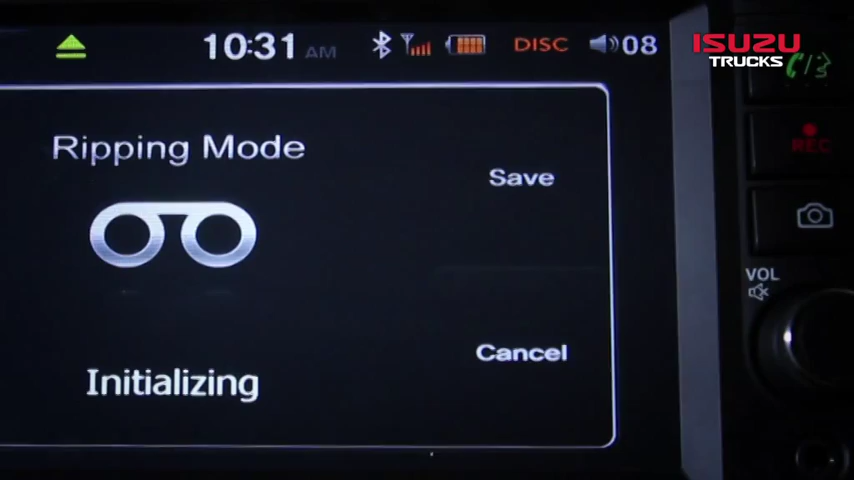 10:31 AM DISC 08
ISUZU
TRUCKS
Ripping Mode
REC
Save
VOL
Cancel
Initializing